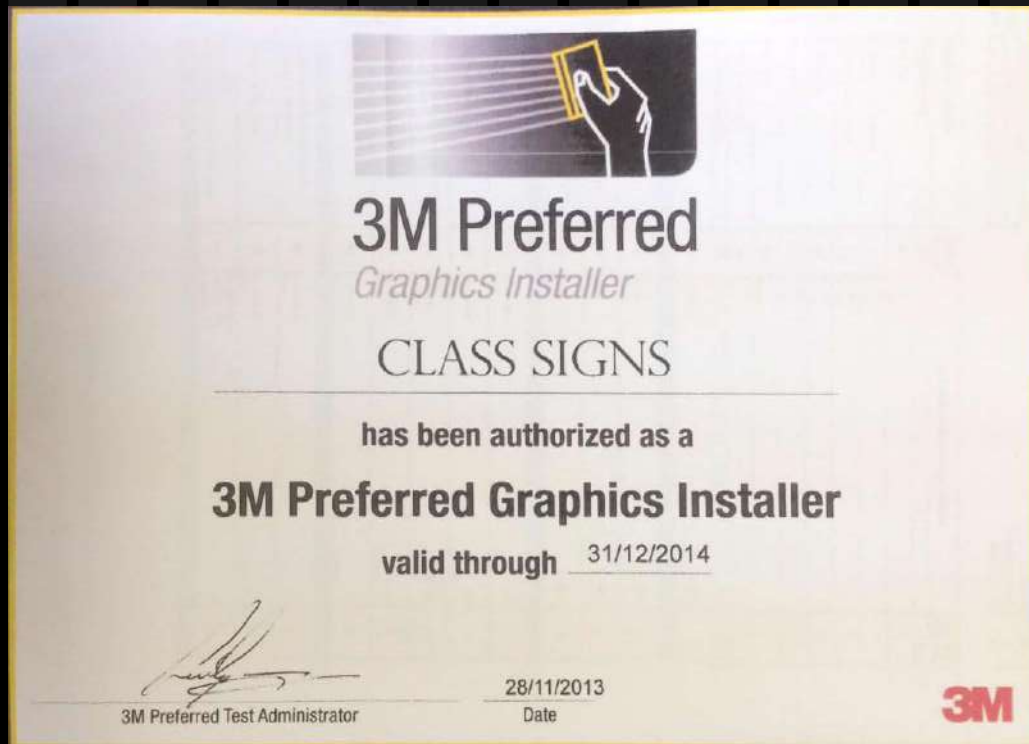 3M Preferred
Graphics Installer
CLASS SIGNS
has been authorized as a
3M Preferred Graphics Installer
valid through 31/12/2014
28/11/2013
3M Preferred Test Administrator Date
3M